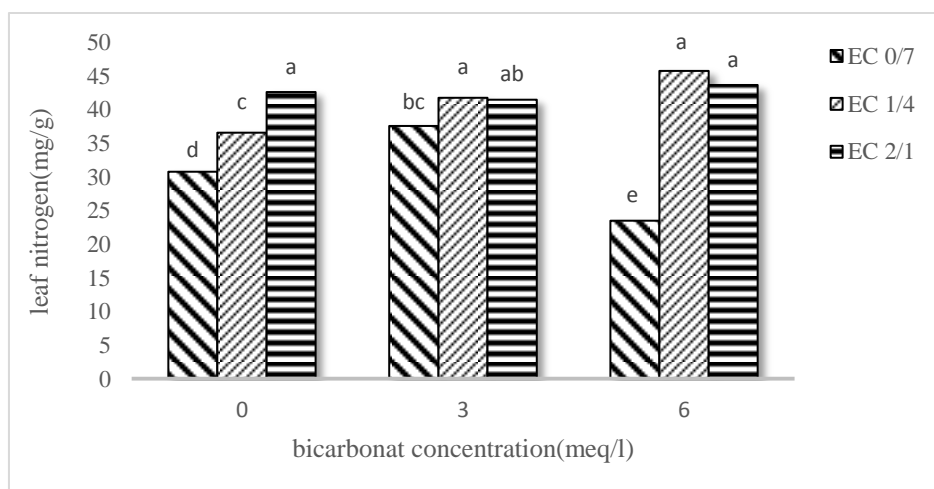 leaf nitrogen(mg/g)
50
45
40
35
30
25
20
15
10
5
0
d
c
a
bc
a
ab
e
a
a
0
3
6
bicarbonat concentration(meq/l)
EC 0/7
EC 1/4
EC 2/1